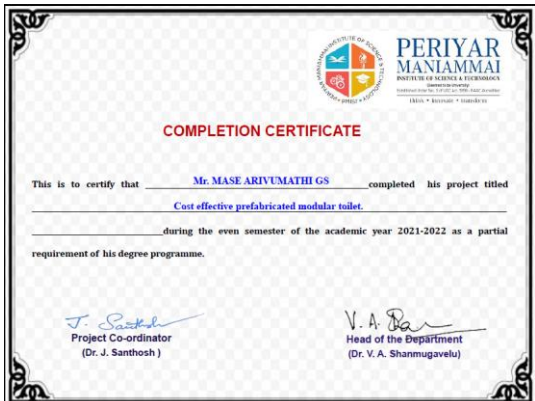 PERIYAR
MANIAMMAI
INSTITUTE OF SCIENCE & TECHNOLOGY
think • innovate • transform
COMPLETION CERTIFICATE
This is to certify that Mr. MASE ARIVUMATHI GS completed his project titled
Cost effective prefabricated modular toilet.
during the even semester of the academic year 2021-2022 as a partial
requirement of his degree programme.
J. Santhosh
V. A.
Project Co-ordinator
Head of the Department
(Dr. J. Santhosh )
(Dr. V. A. Shanmugavelu)